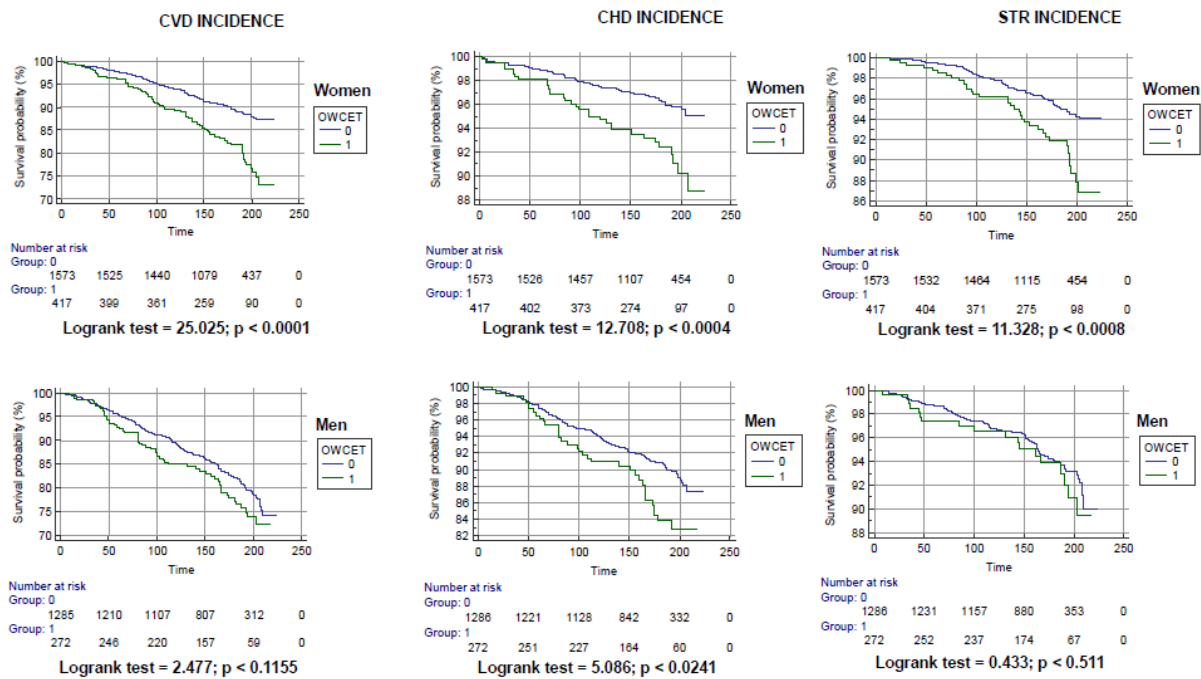 CVD INCIDENCE
CHD INCIDENCE
STR INCIDENCE
Survival probability (%)
100
95
90
85
80
75
70
0 50 100 150 200 250
Time
Women
OWCET
0
1
Number at risk
Group: 0
1573 1525 1440 1079 437 0
Group: 1
417 399 361 259 90 0
Logrank test = 25.025; p < 0.0001
Survival probability (%)
100
98
96
94
92
90
88
0 50 100 150 200 250
Time
Women
OWCET
0
1
Number at risk
Group: 0
1573 1526 1457 1107 454 0
Group: 1
417 402 373 274 97 0
Logrank test = 12.708; p < 0.0004
Survival probability (%)
100
98
96
94
92
90
88
86
0 50 100 150 200 250
Time
Women
OWCET
0
1
Number at risk
Group: 0
1573 1532 1464 1115 454 0
Group: 1
417 404 371 275 98 0
Logrank test = 11.328; p < 0.0008
Survival probability (%)
100
95
90
85
80
75
70
0 50 100 150 200 250
Time
Men
OWCET
0
1
Number at risk
Group: 0
1285 1210 1107 807 312 0
Group: 1
272 246 220 157 59 0
Logrank test = 2.477; p < 0.1155
Survival probability (%)
100
98
96
94
92
90
88
86
84
82
0 50 100 150 200 250
Time
Men
OWCET
0
1
Number at risk
Group: 0
1286 1221 1128 842 332 0
Group: 1
272 251 227 164 60 0
Logrank test = 5.086; p < 0.0241
Survival probability (%)
100
98
96
94
92
90
88
0 50 100 150 200 250
Time
Men
OWCET
0
1
Number at risk
Group: 0
1286 1231 1157 880 353 0
Group: 1
272 252 237 174 67 0
Logrank test = 0.433; p < 0.511